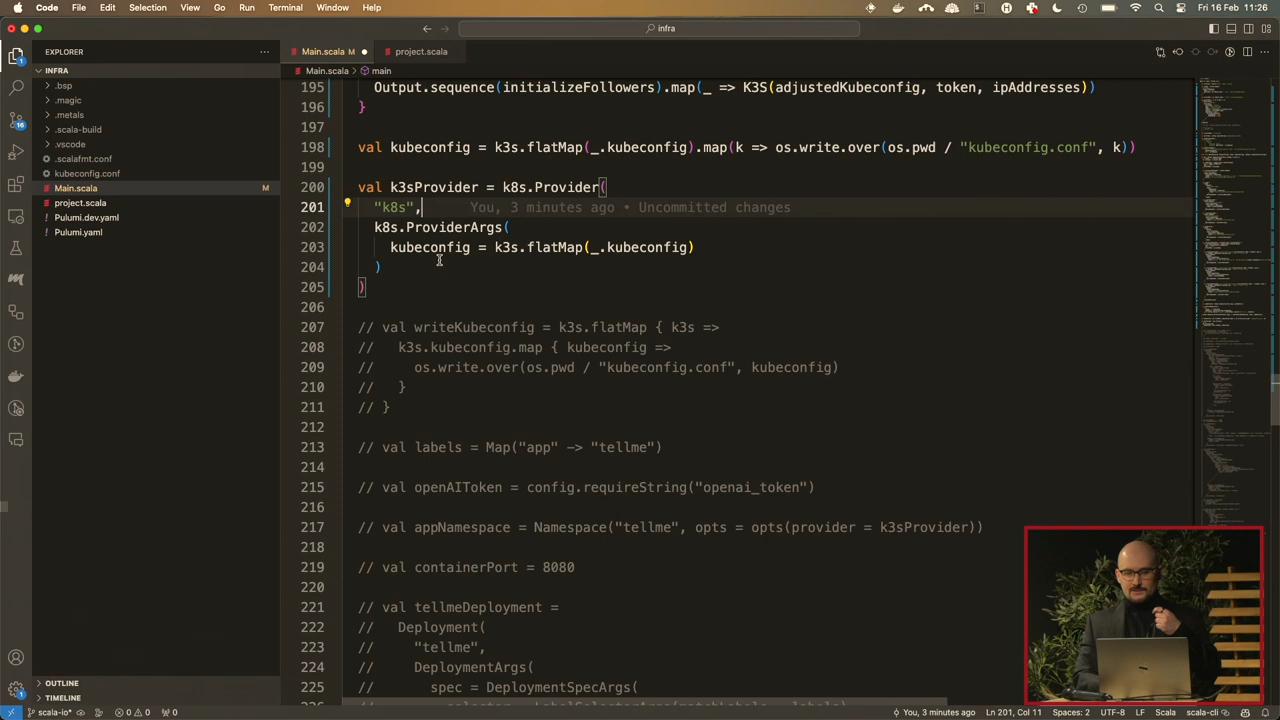 Code File Edit Selection View Go Run Terminal Window Help
Fri 16 Feb 11:26
infra
EXPLORER
INFRA
.bsp
.magic
.metals
.scala-build
.vscode
.scalafmt.conf
kubeconfig.conf
Main.scala M
project.scala
Pulumi.dev.yaml
Pulumi.yaml
OUTLINE
TIMELINE
Main.scala M
project.scala
Main.scala > main
195 Output.sequence(initializeFollowers).map(_ => K3S(adjustedKubeconfig, token, ipAddresses))
196 }
197
198 val kubeconfig = k3s.flatMap(_.kubeconfig).map(k => os.write.over(os.pwd / "kubeconfig.conf", k))
199
200 val k3sProvider = k8s.Provider(
201 "k8s", You, 3 minutes ago • Uncommitted changes
202 k8s.ProviderArgs(
203 kubeconfig = k3s.flatMap(_.kubeconfig)
204 )
205 )
206
207 // val writeKubeconfig = k3s.flatMap { k3s =>
208 // k3s.kubeconfig.map { kubeconfig =>
209 // os.write.over(os.pwd / "kubeconfig.conf", kubeconfig)
210 // }
211 // }
212
213 // val labels = Map("app" -> "tellme")
214
215 // val openAIToken = config.requireString("openai_token")
216
217 // val appNamespace = Namespace("tellme", opts = opts(provider = k3sProvider))
218
219 // val containerPort = 8080
220
221 // val tellmeDeployment =
222 // Deployment(
223 // "tellme",
224 // DeploymentArgs(
225 // spec = DeploymentSpecArgs(
scala-io* 0 0 0 You, 3 minutes ago Ln 201, Col 11 Spaces: 2 UTF-8 LF Scala scala-cli